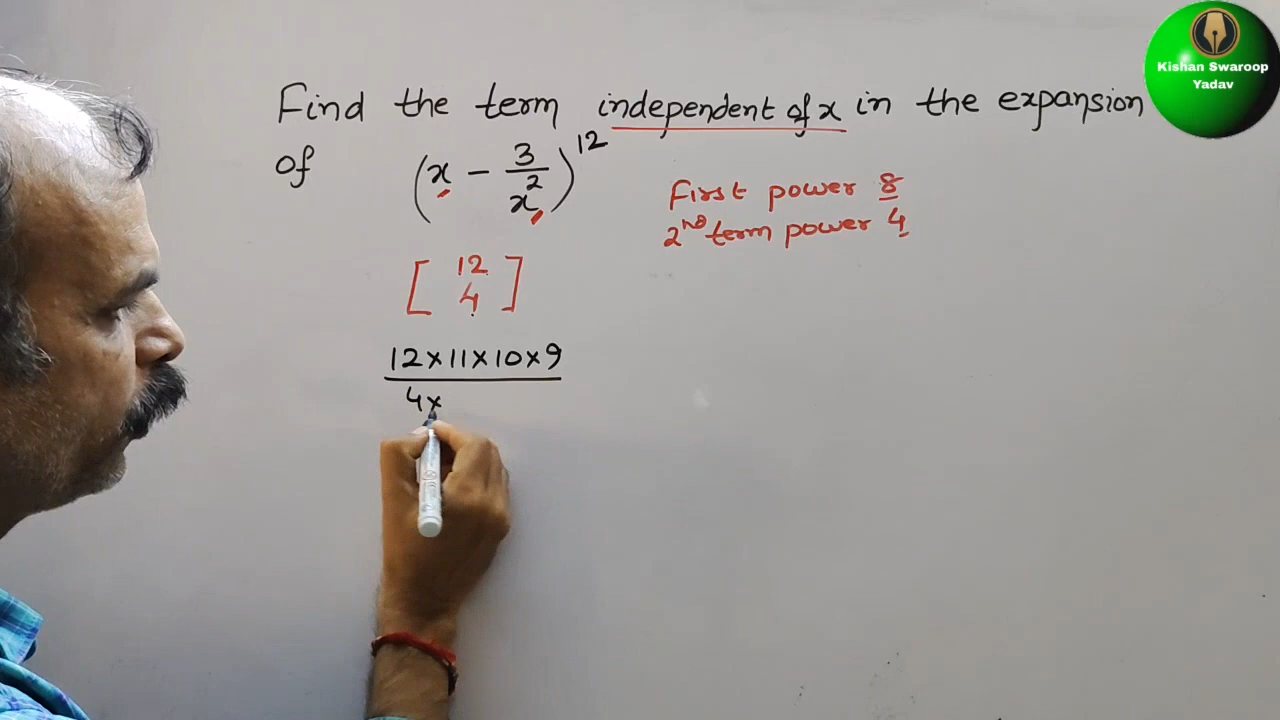 Find the term independent of x in the expansion
of (x - 3/x²)¹²
First power 8
2nd term power 4
[12
4]
12×11×10×9
4×
Kishan Swaroop
Yadav